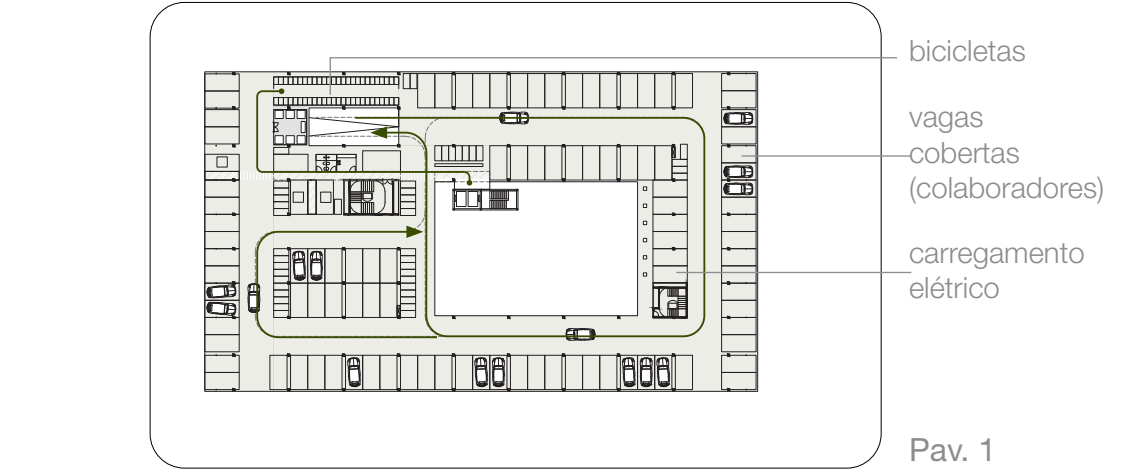 bicicletas
vagas
cobertas
(colaboradores)
carregamento
elétrico
Pav. 1